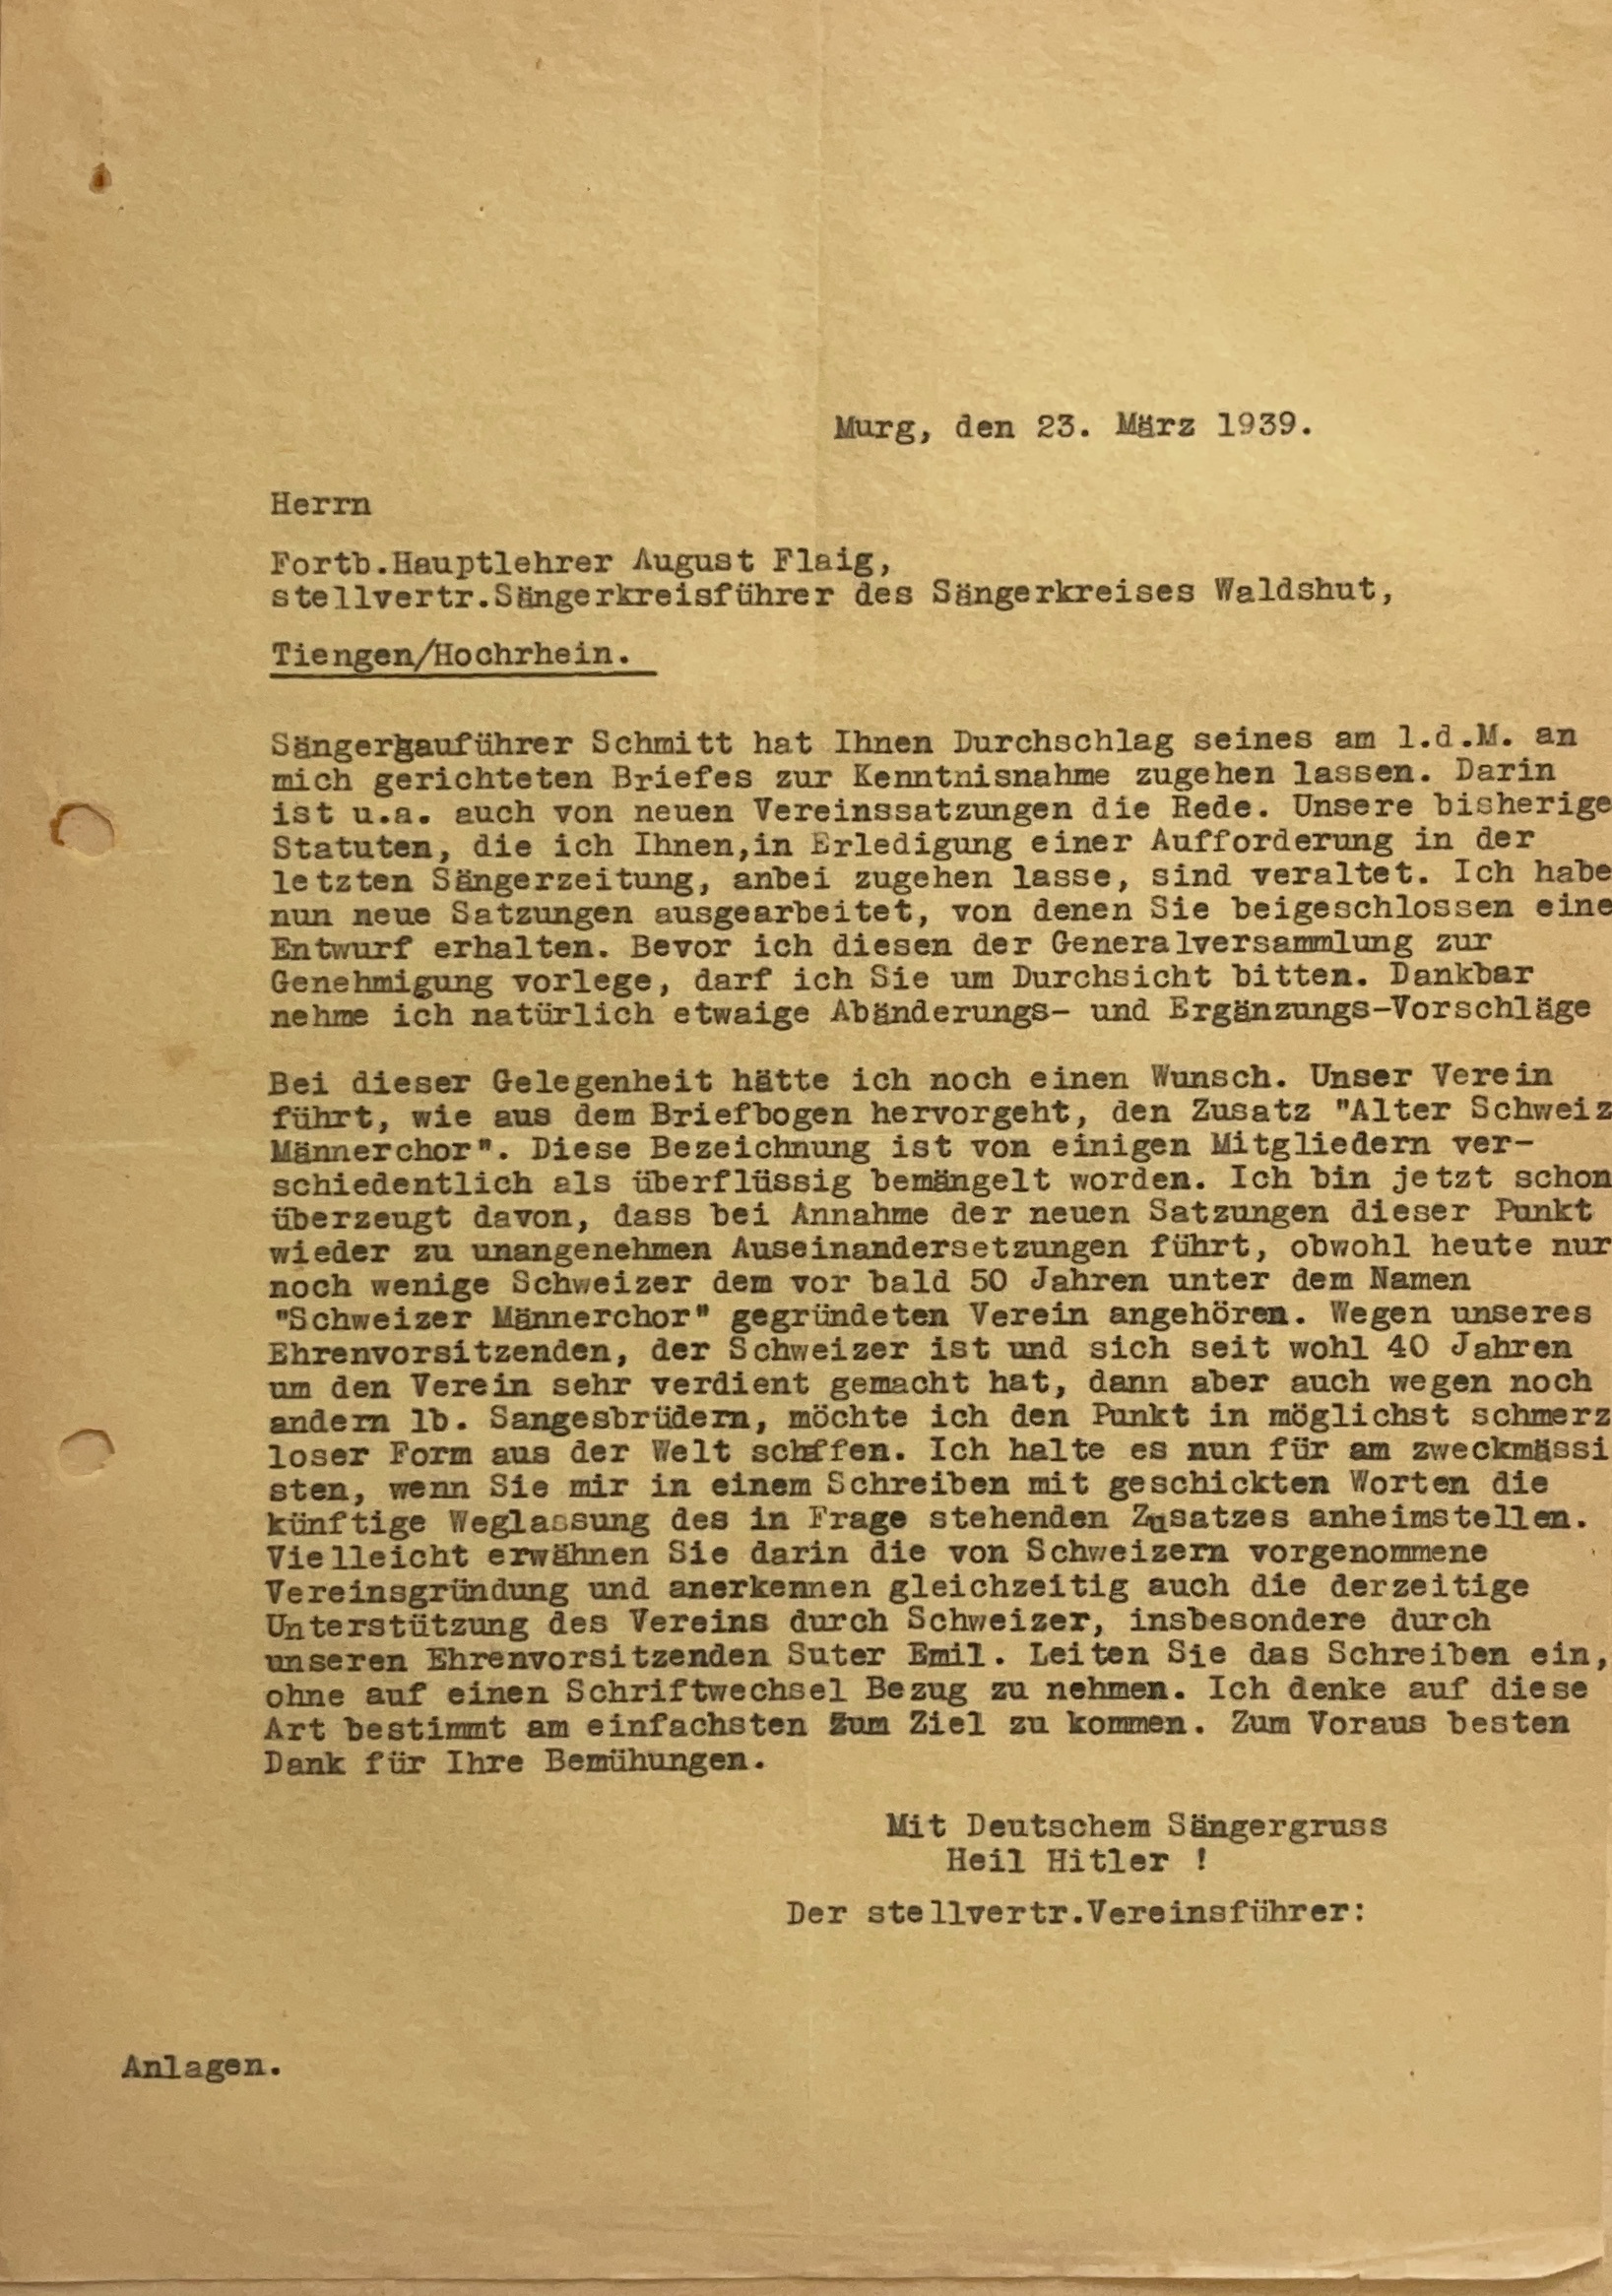 Murg, den 23. März 1939.
Herrn
Fortb.Hauptlehrer August Flaig,
stellvertr.Sängerkreisführer des Sängerkreises Waldshut,
Tiengen/Hochrhein.
Sängergauführer Schmitt hat Ihnen Durchschlag seines am 1.d.M. an
mich gerichteten Briefes zur Kenntnisnahme zugehen lassen. Darin
ist u.a. auch von neuen Vereinssatzungen die Rede. Unsere bisherige
Statuten, die ich Ihnen,in Erledigung einer Aufforderung in der
letzten Sängerzeitung, anbei zugehen lasse, sind veraltet. Ich habe
nun neue Satzungen ausgearbeitet, von denen Sie beigeschlossen eine
Entwurf erhalten. Bevor ich diesen der Generalversammlung zur
Genehmigung vorlege, darf ich Sie um Durchsicht bitten. Dankbar
nehme ich natürlich etwaige Abänderungs- und Ergänzungs-Vorschläge
Bei dieser Gelegenheit hätte ich noch einen Wunsch. Unser Verein
führt, wie aus dem Briefbogen hervorgeht, den Zusatz "Alter Schweiz
Männerchor". Diese Bezeichnung ist von einigen Mitgliedern ver-
schiedentlich als überflüssig bemängelt worden. Ich bin jetzt schon
überzeugt davon, dass bei Annahme der neuen Satzungen dieser Punkt
wieder zu unangenehmen Auseinandersetzungen führt, obwohl heute nur
noch wenige Schweizer dem vor bald 50 Jahren unter dem Namen
"Schweizer Männerchor" gegründeten Verein angehören. Wegen unseres
Ehrenvorsitzenden, der Schweizer ist und sich seit wohl 40 Jahren
um den Verein sehr verdient gemacht hat, dann aber auch wegen noch
andern lb. Sangesbrüdern, möchte ich den Punkt in möglichst schmerz
loser Form aus der Welt schffen. Ich halte es nun für am zweckmässi
sten, wenn Sie mir in einem Schreiben mit geschickten Worten die
künftige Weglassung des in Frage stehenden Zusatzes anheimstellen.
Vielleicht erwähnen Sie darin die von Schweizern vorgenommene
Vereinsgründung und anerkennen gleichzeitig auch die derzeitige
Unterstützung des Vereins durch Schweizer, insbesondere durch
unseren Ehrenvorsitzenden Suter Emil. Leiten Sie das Schreiben ein,
ohne auf einen Schriftwechsel Bezug zu nehmen. Ich denke auf diese
Art bestimmt am einfachsten zum Ziel zu kommen. Zum Voraus besten
Dank für Ihre Bemühungen.
Mit Deutschem Sängergruss
Heil Hitler !
Der stellvertr.Vereinsführer:
Anlagen.